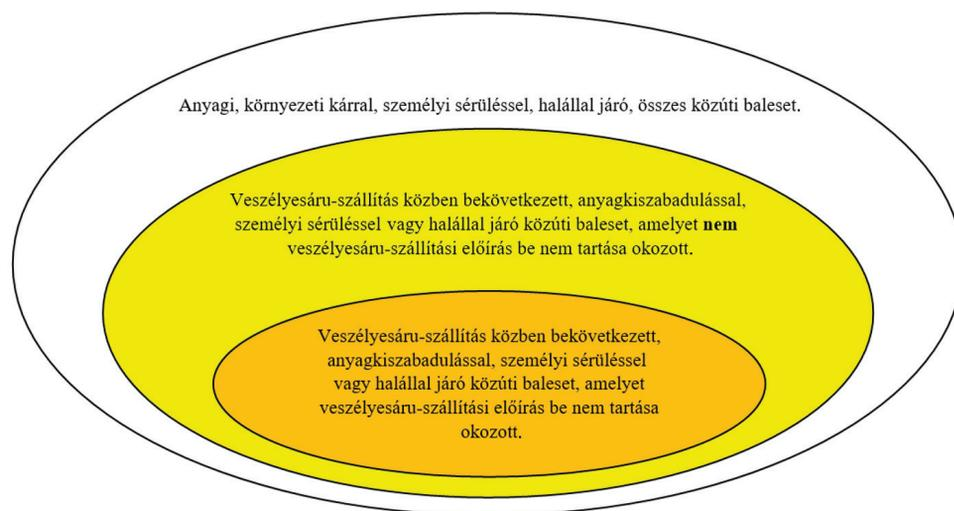 Anyagi, környezeti kárral, személyi sérüléssel, halállal járó, összes közúti baleset.
Veszélyesáru-szállítás közben bekövetkezett, anyagkiszabadulással,
személyi sérüléssel vagy halállal járó közúti baleset, amelyet nem
veszélyesáru-szállítási előírás be nem tartása okozott.
Veszélyesáru-szállítás közben bekövetkezett,
anyagkiszabadulással, személyi sérüléssel
vagy halállal járó közúti baleset, amelyet
veszélyesáru-szállítási előírás be nem tartása
okozott.